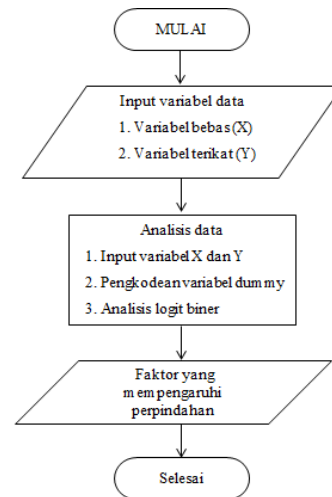 MULAI
Input variabel data
1. Variabel bebas (X)
2. Variabel terikat (Y)
Analisis data
1. Input variabel X dan Y
2. Pengkodean variabel dummy
3. Analisis logit biner
Faktor yang
mempengaruhi
perpindahan
Selesai